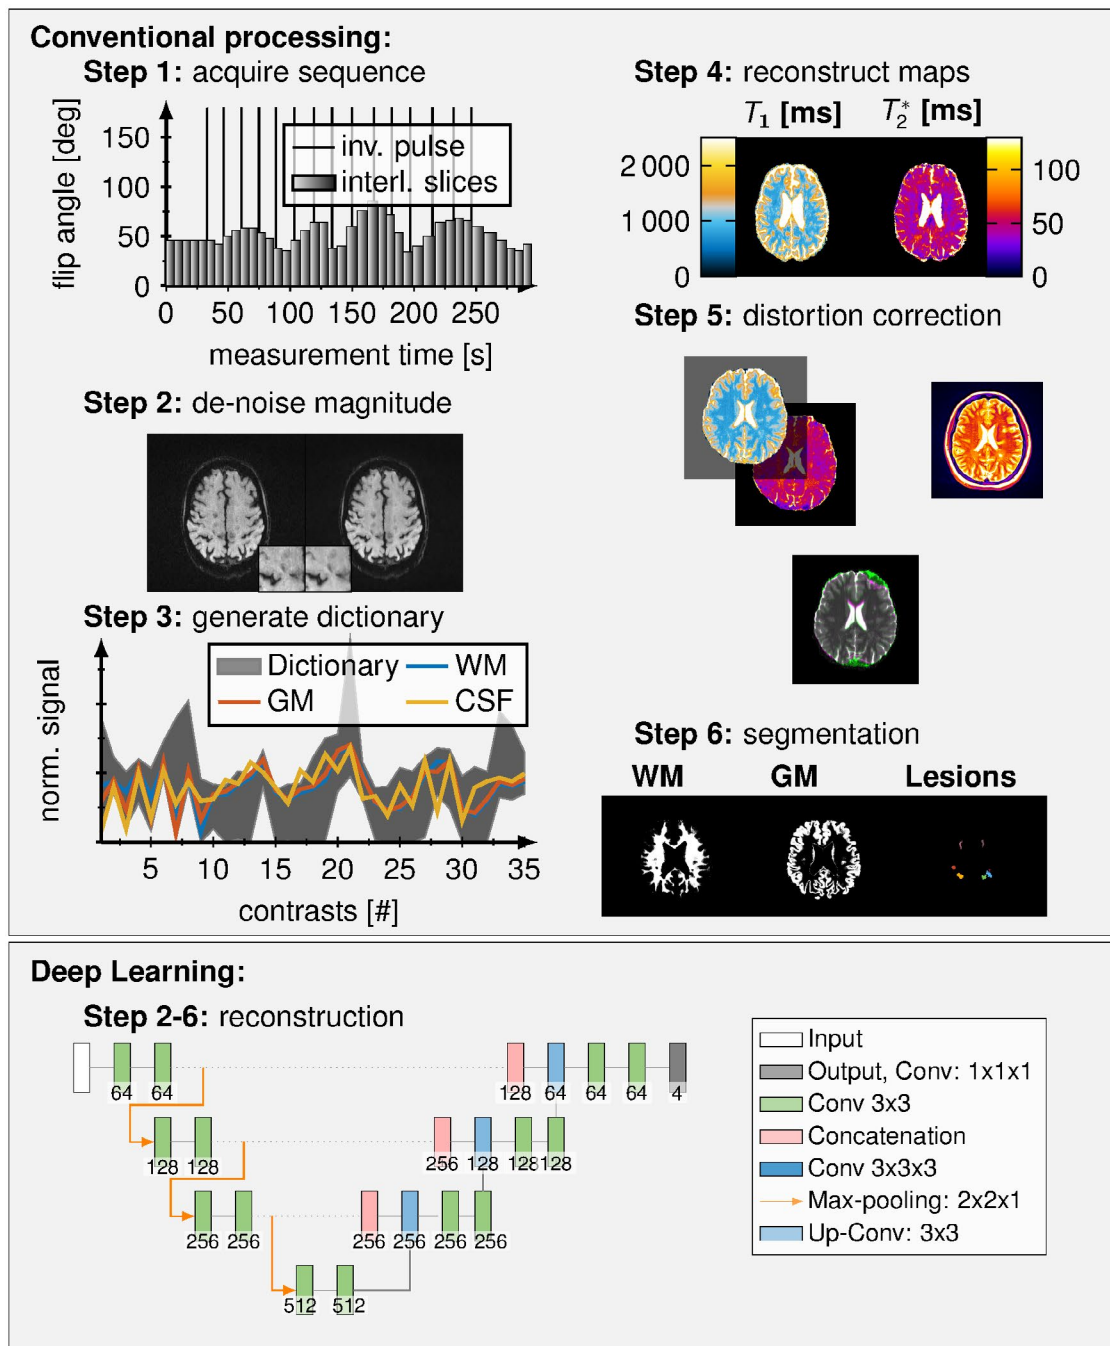 Conventional processing:
Step 1: acquire sequence
flip angle [deg]
150
100
50
0
inv. pulse
interl. slices
0 50 100 150 200 250
measurement time [s]
Step 2: de-noise magnitude
Step 3: generate dictionary
norm. signal
Dictionary WM
GM CSF
5 10 15 20 25 30 35
contrasts [#]
Step 4: reconstruct maps
T₁ [ms] T₂* [ms]
2 000
1 000
0
100
50
0
Step 5: distortion correction
Step 6: segmentation
WM GM Lesions
Deep Learning:
Step 2-6: reconstruction
64 64 128 64 64 64 4
128 128 256 128 128 128
256 256 256 256 256 256
512 512
Input
Output, Conv: 1x1x1
Conv 3x3
Concatenation
Conv 3x3x3
Max-pooling: 2x2x1
Up-Conv: 3x3